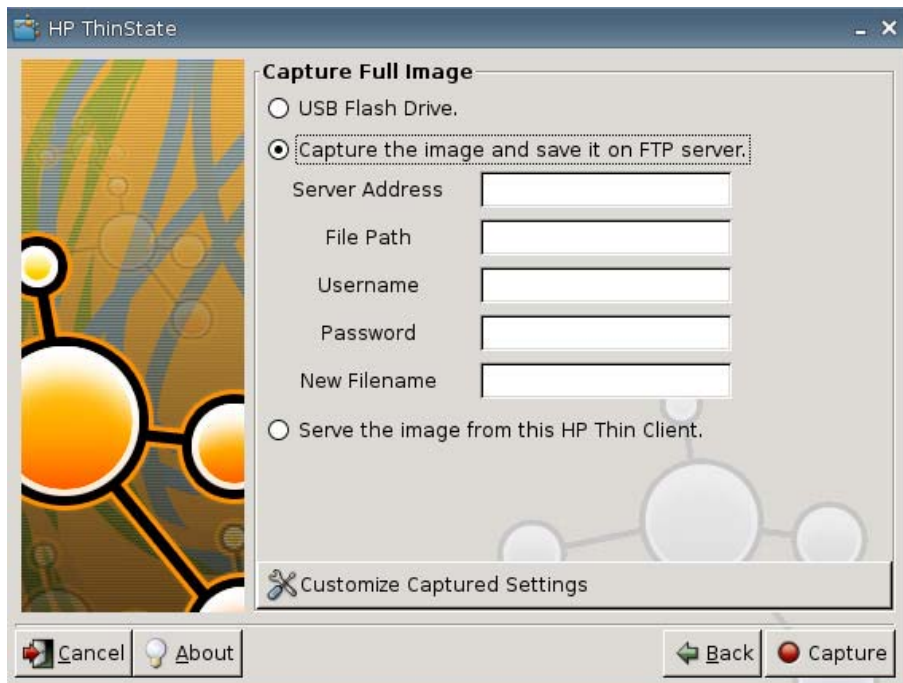 HP ThinState
Capture Full Image
USB Flash Drive.
Capture the image and save it on FTP server.
Server Address
File Path
Username
Password
New Filename
Serve the image from this HP Thin Client.
Customize Captured Settings
Cancel
About
Back
Capture